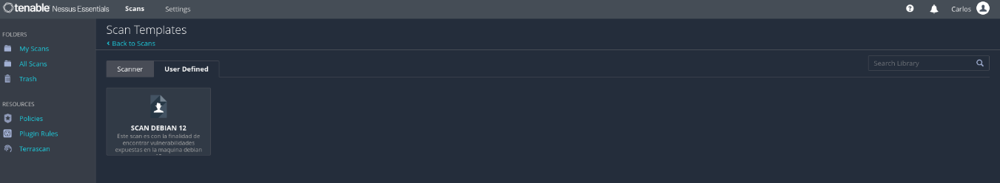 tenable Nessus Essentials
Scans
Settings
Carlos
FOLDERS
My Scans
All Scans
Trash
RESOURCES
Policies
Plugin Rules
Terrascan
Scan Templates
Back to Scans
Scanner
User Defined
Search Library
SCAN DEBIAN 12
Este scan es con la finalidad de
encontrar vulnerabilidades
expuestas en la maquina debian